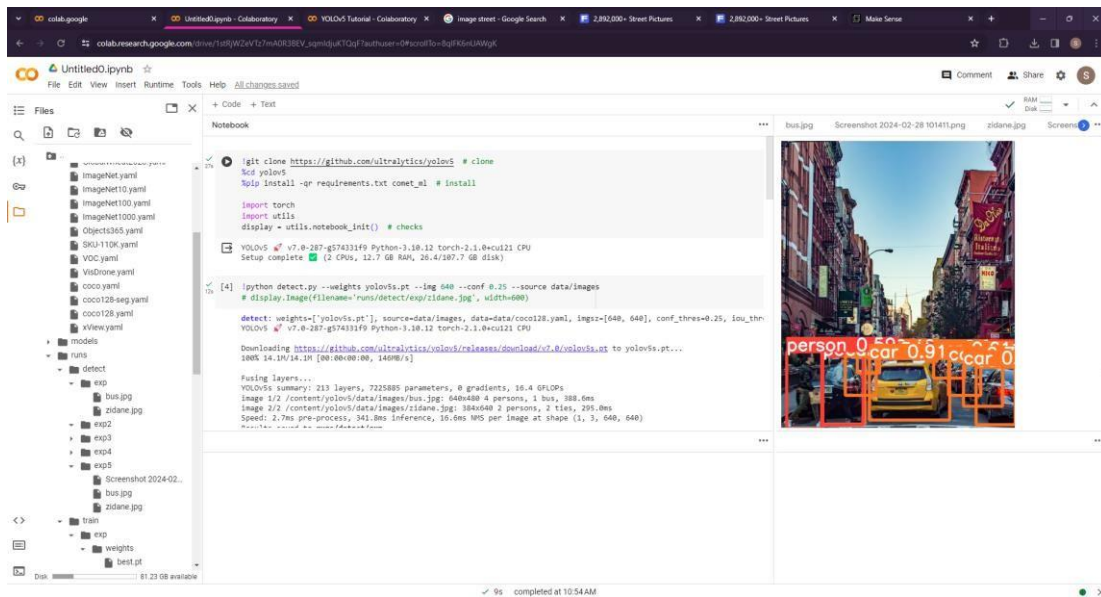 colab.google
Untitled0.ipynb - Colaboratory
YOLOv5 Tutorial - Colaboratory
image street - Google Search
2,892,000+ Street Pictures
2,892,000+ Street Pictures
Make Sense
colab.research.google.com
Untitled0.ipynb
File Edit View Insert Runtime Tools Help All changes saved
Comment Share S
Files
+ Code + Text
RAM
Disk
Notebook
bus.jpg Screenshot 2024-02-28 101411.png zidane.jpg Screens
ImageNet.yaml
ImageNet10.yaml
ImageNet100.yaml
ImageNet1000.yaml
Objects365.yaml
SKU-110K.yaml
VOC.yaml
VisDrone.yaml
coco.yaml
coco128-seg.yaml
coco128.yaml
xView.yaml
models
runs
detect
exp
bus.jpg
zidane.jpg
exp2
exp3
exp4
exp5
Screenshot 2024-02...
bus.jpg
zidane.jpg
train
exp
weights
best.pt
Disk 81.23 GB available
27s
!git clone https://github.com/ultralytics/yolov5 # clone
%cd yolov5
%pip install -qr requirements.txt comet_ml # install
import torch
import utils
display = utils.notebook_init() # checks
YOLOv5 🚀 v7.0-287-g574331f9 Python-3.10.12 torch-2.1.0+cu121 CPU
Setup complete ✅ (2 CPUs, 12.7 GB RAM, 26.4/107.7 GB disk)
12s
[4] !python detect.py --weights yolov5s.pt --img 640 --conf 0.25 --source data/images
# display.Image(filename='runs/detect/exp/zidane.jpg', width=600)
detect: weights=['yolov5s.pt'], source=data/images, data=data/coco128.yaml, imgsz=[640, 640], conf_thres=0.25, iou_thre
YOLOv5 🚀 v7.0-287-g574331f9 Python-3.10.12 torch-2.1.0+cu121 CPU
Downloading https://github.com/ultralytics/yolov5/releases/download/v7.0/yolov5s.pt to yolov5s.pt...
100% 14.1M/14.1M [00:00<00:00, 146MB/s]
Fusing layers...
YOLOv5s summary: 213 layers, 7225885 parameters, 0 gradients, 16.4 GFLOPs
image 1/2 /content/yolov5/data/images/bus.jpg: 640x480 4 persons, 1 bus, 388.6ms
image 2/2 /content/yolov5/data/images/zidane.jpg: 384x640 2 persons, 2 ties, 295.0ms
Speed: 2.7ms pre-process, 341.8ms inference, 16.6ms NMS per image at shape (1, 3, 640, 640)
Ristorante
Italiano
person
car 0.91
car
9s completed at 10:54 AM